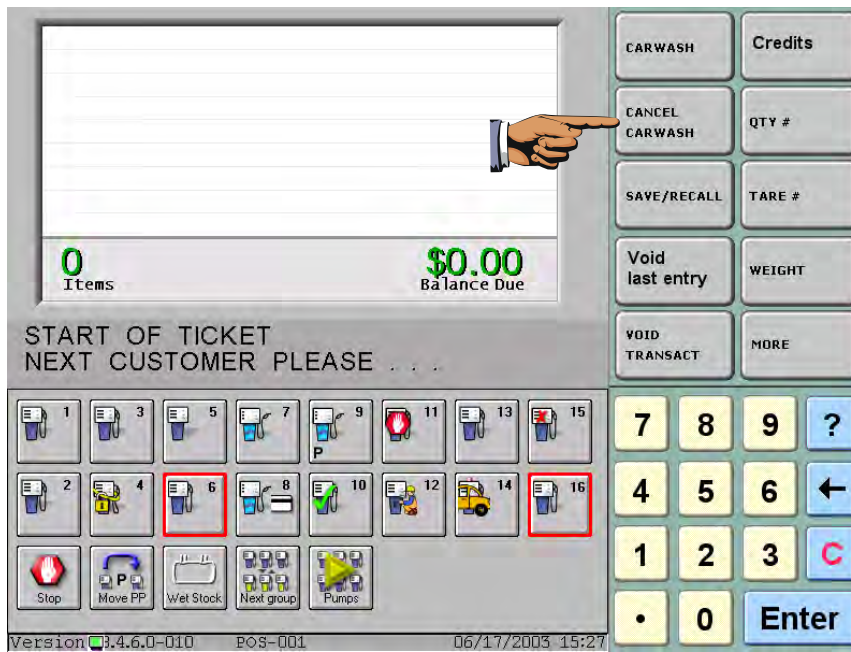 CARWASH
Credits
CANCEL
CARWASH
QTY #
SAVE/RECALL
TARE #
0
Items
$0.00
Balance Due
Void
last entry
WEIGHT
START OF TICKET
NEXT CUSTOMER PLEASE . . .
VOID
TRANSACT
MORE
1 3 5 7 9 11 13 15
P
2 4 6 8 10 12 14 16
7 8 9 ?
4 5 6 ←
1 2 3 C
P
Stop Move PP Wet Stock Next group Pumps
. 0 Enter
Version 3.4.6.0-010 POS-001 06/17/2003 15:27